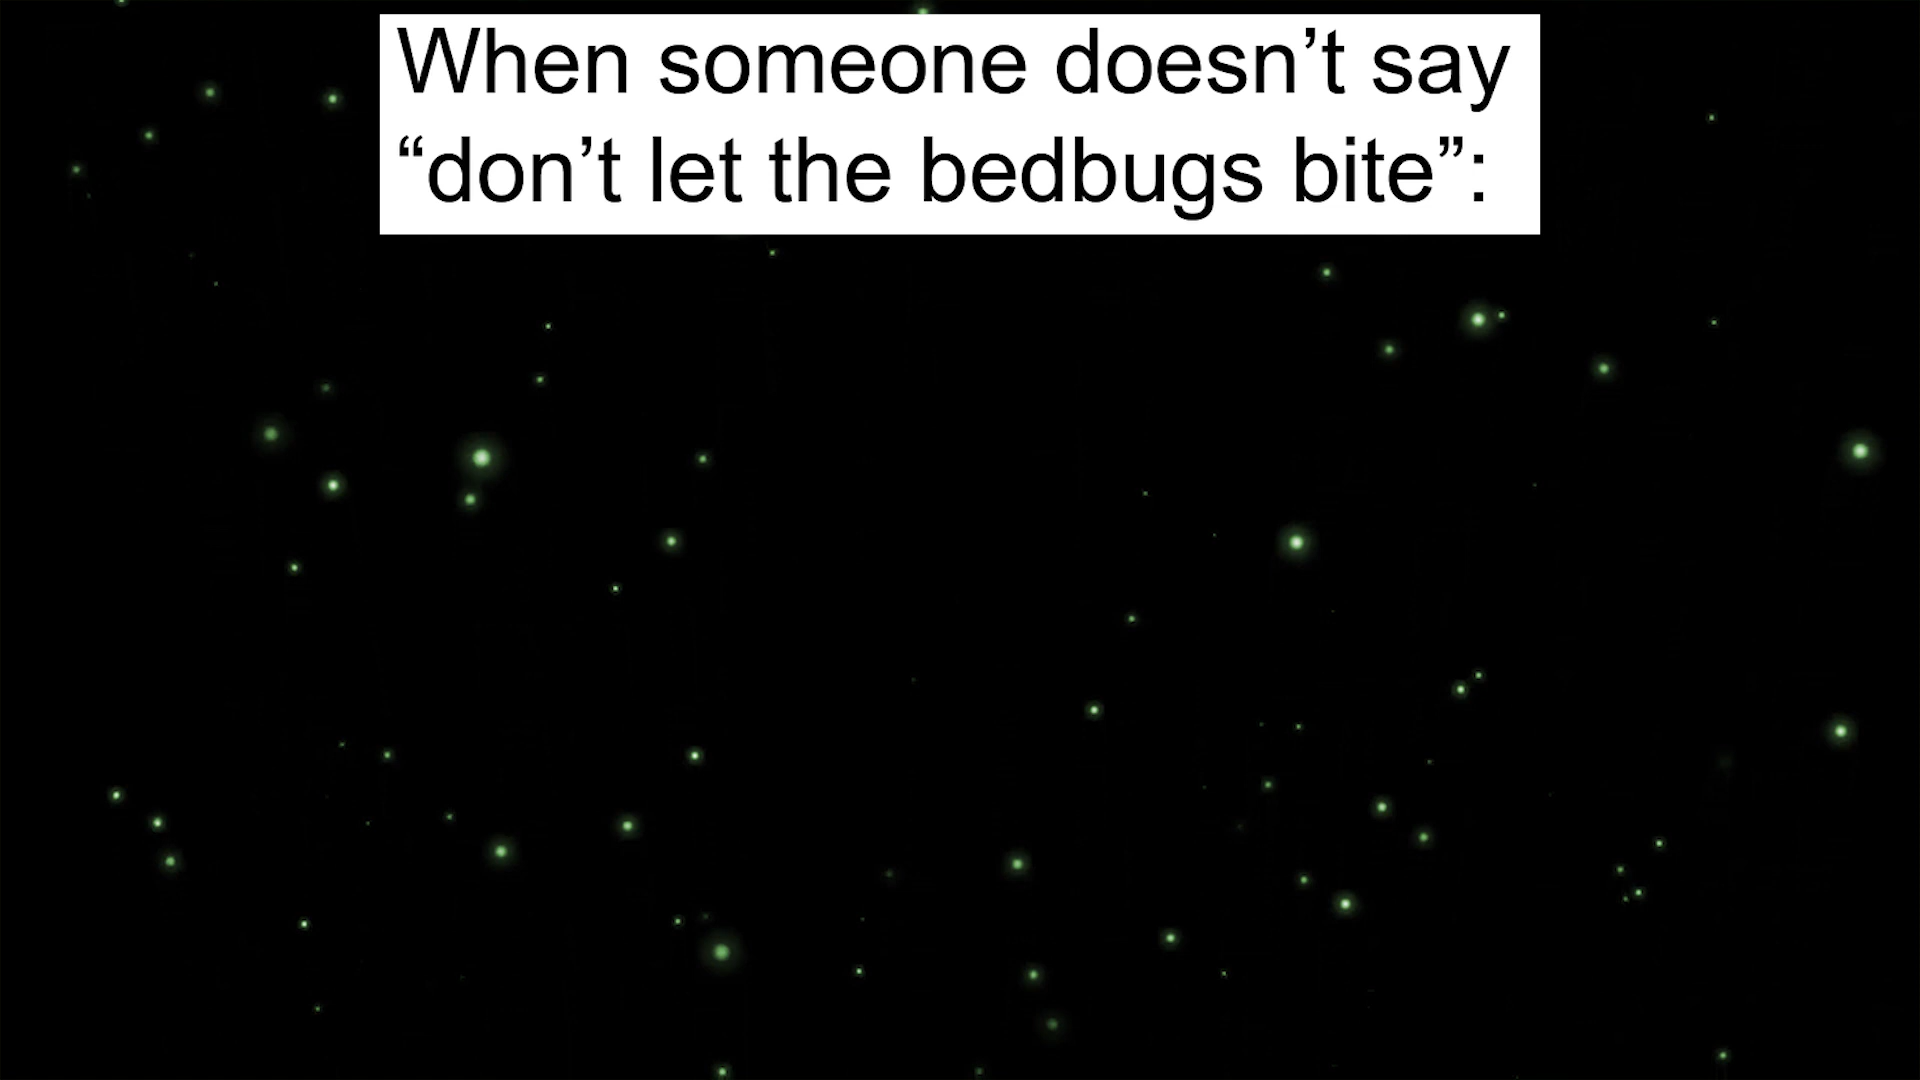 When someone doesn’t say
“don’t let the bedbugs bite”: